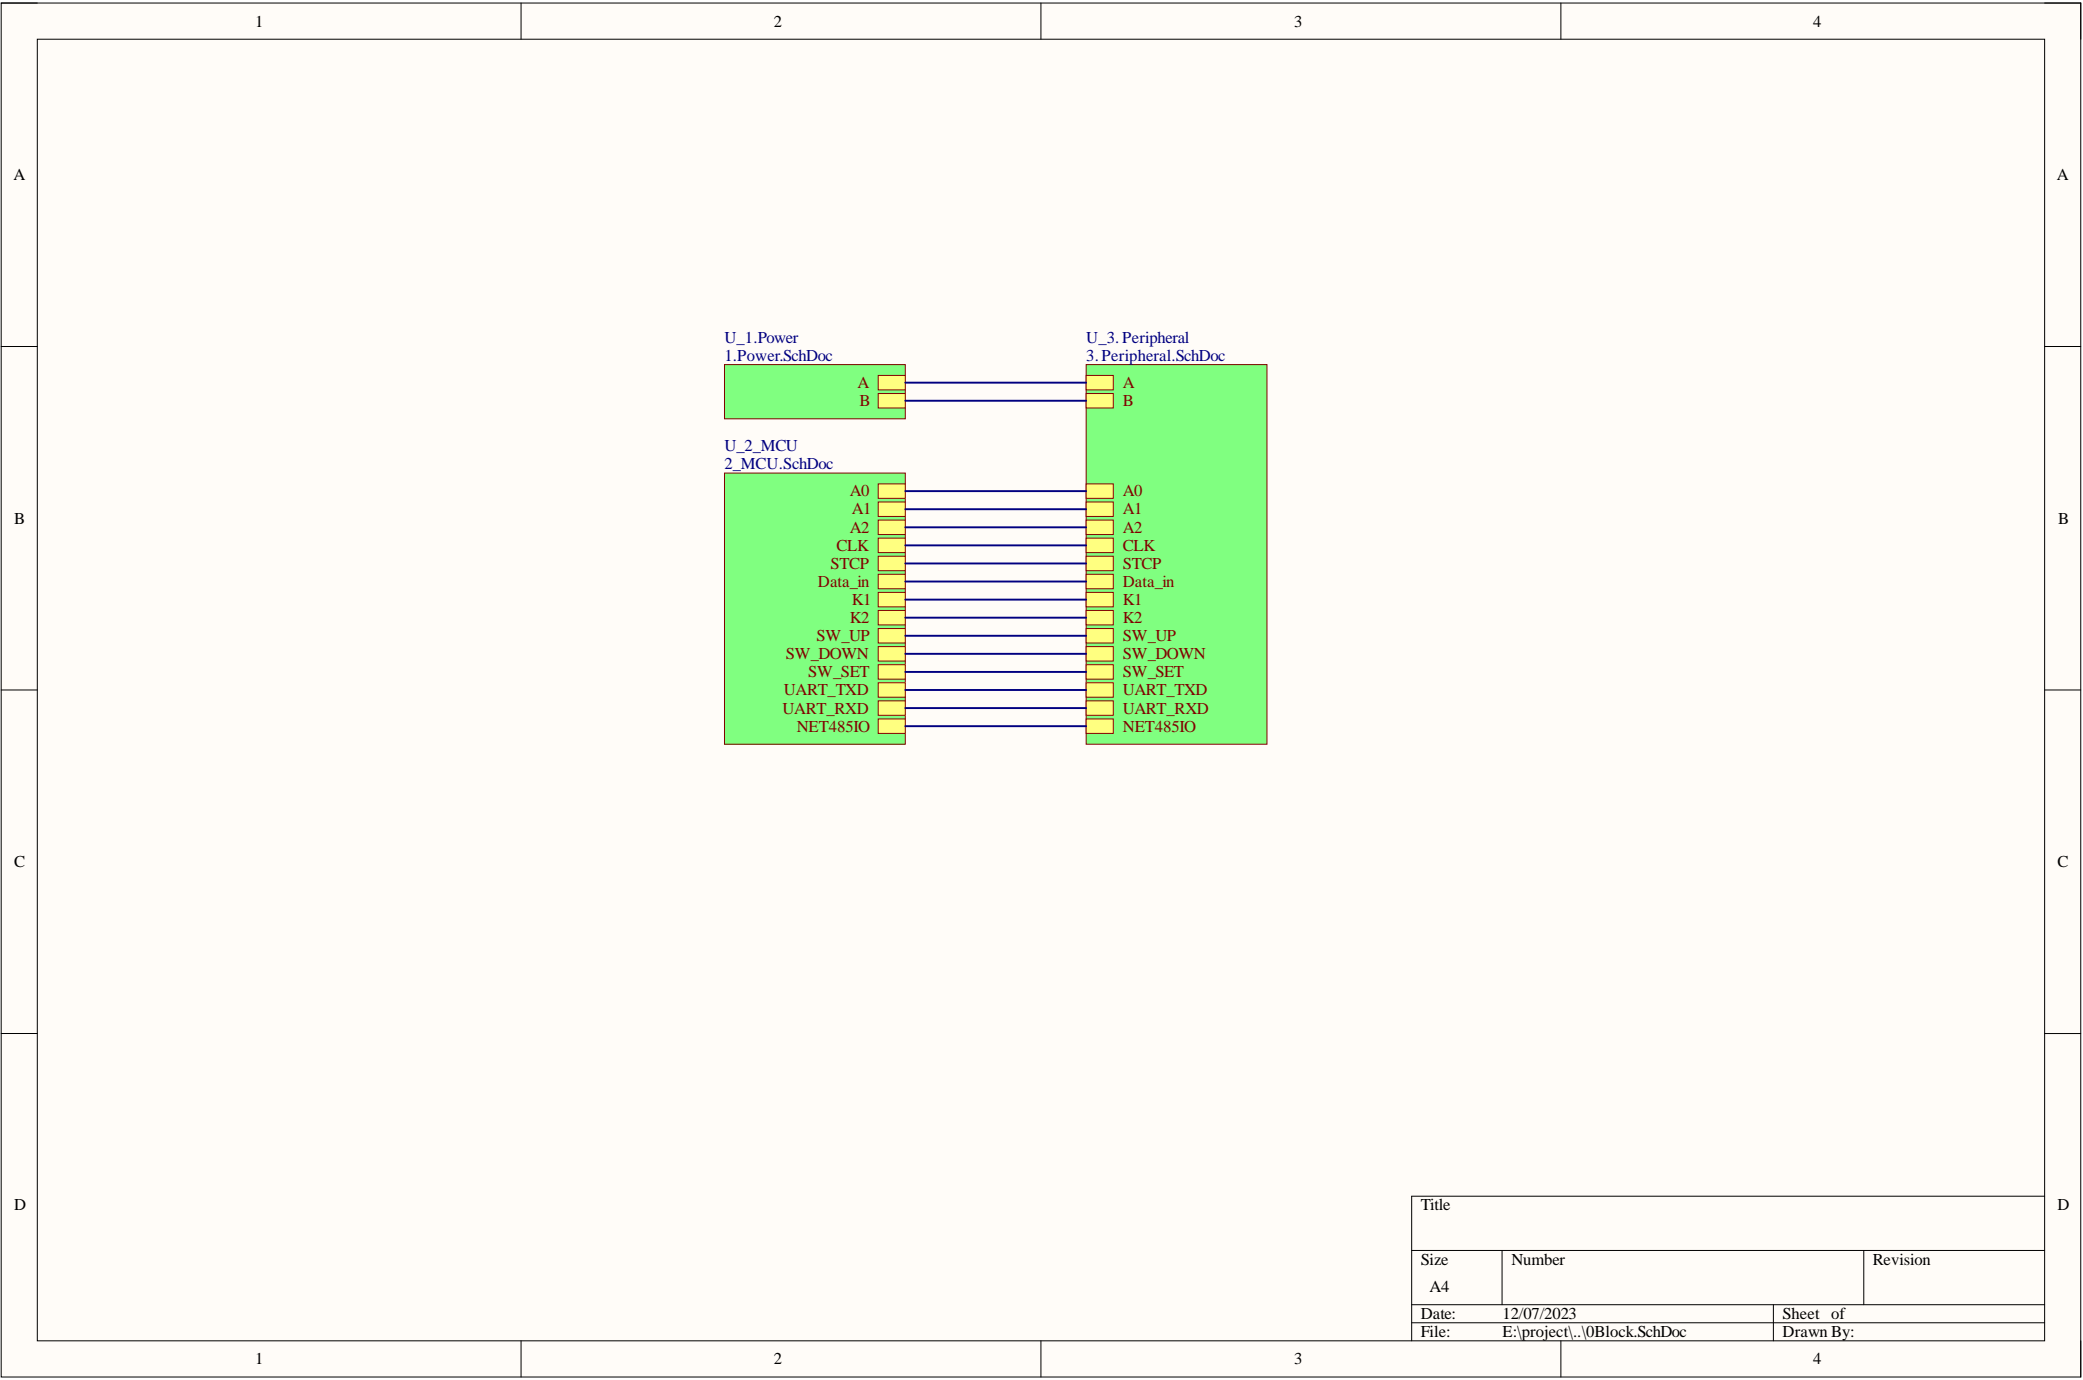 1 2 3 4
A A
U_1.Power
1.Power.SchDoc
A
B
U_3. Peripheral
3. Peripheral.SchDoc
A
B
U_2_MCU
2_MCU.SchDoc
A0 A0
A1 A1
A2 A2
CLK CLK
STCP STCP
Data_in Data_in
K1 K1
K2 K2
SW_UP SW_UP
SW_DOWN SW_DOWN
SW_SET SW_SET
UART_TXD UART_TXD
UART_RXD UART_RXD
NET485IO NET485IO
B B
C C
D D
Title
Size Number Revision
A4
Date: 12/07/2023 Sheet of
File: E:\project\..\0Block.SchDoc Drawn By:
1 2 3 4